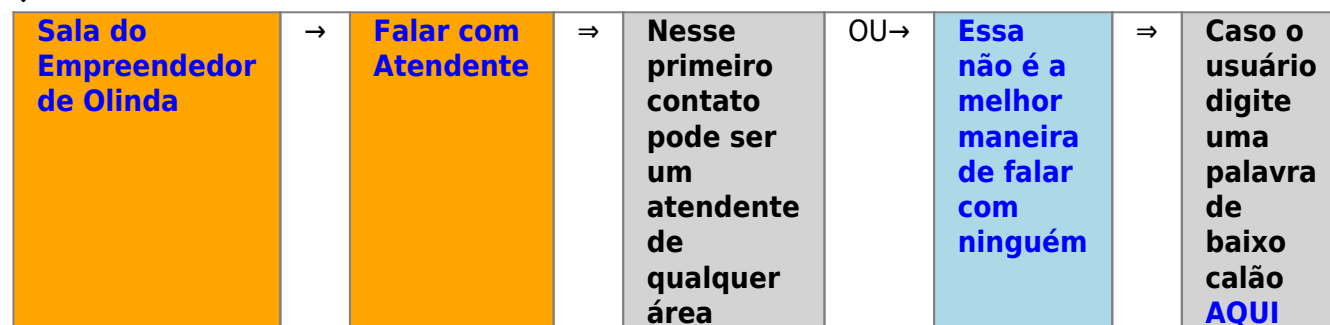 Sala do
Empreendedor
de Olinda
→
Falar com
Atendente
⇒
Nesse
primeiro
contato
pode ser
um
atendente
de
qualquer
área
OU→
Essa
não é a
melhor
maneira
de falar
com
ninguém
⇒
Caso o
usuário
digite
uma
palavra
de
baixo
calão
AQUI